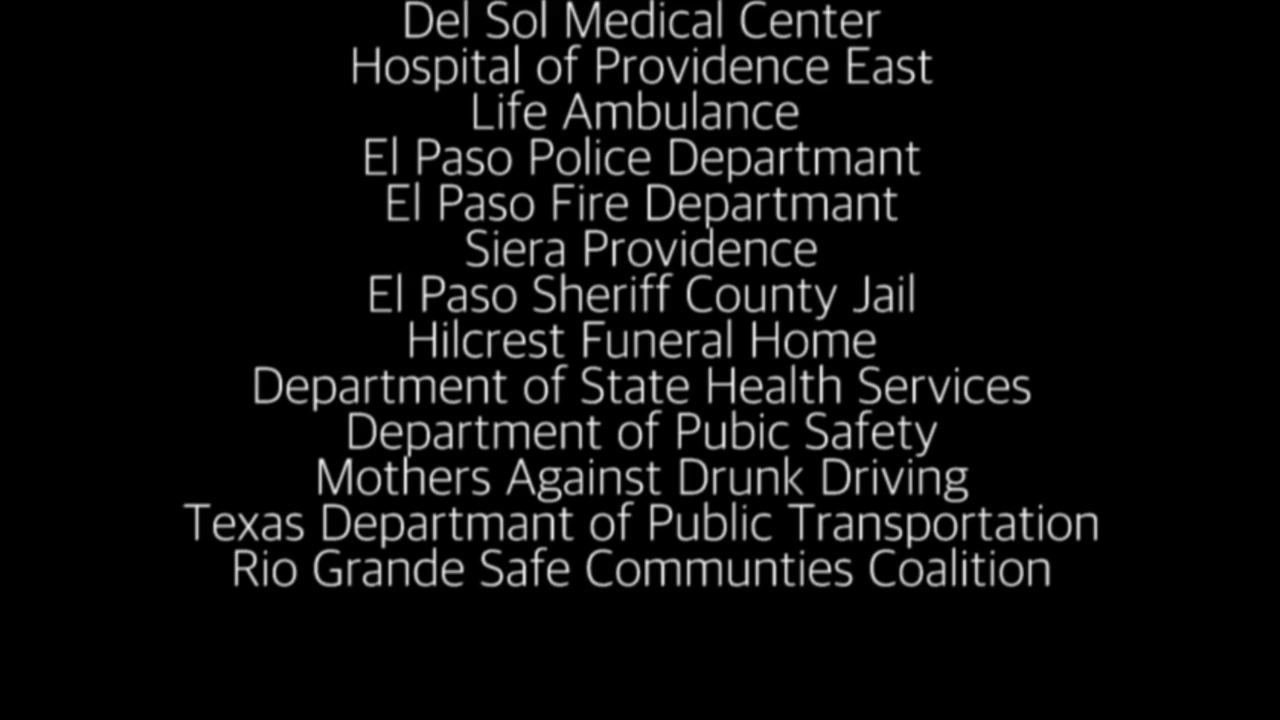 Del Sol Medical Center
Hospital of Providence East
Life Ambulance
El Paso Police Departmant
El Paso Fire Departmant
Siera Providence
El Paso Sheriff County Jail
Hilcrest Funeral Home
Department of State Health Services
Department of Pubic Safety
Mothers Against Drunk Driving
Texas Departmant of Public Transportation
Rio Grande Safe Communties Coalition